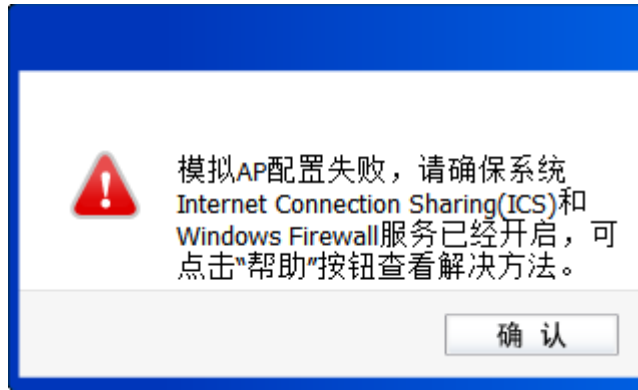 模拟AP配置失败，请确保系统
Internet Connection Sharing(ICS)和
Windows Firewall服务已经开启，可
点击“帮助”按钮查看解决方法。
确 认